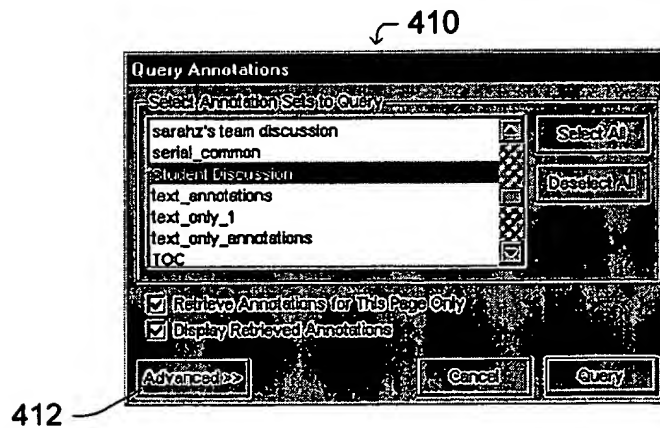 410
Query Annotations
Select Annotation Sets to Query
sarahz's team discussion
serial_common
Student Discussion
text_annotations
text_only_1
text_only_annotations
TOC
Select All
Deselect All
Retrieve Annotations for This Page Only
Display Retrieved Annotations
Advanced >> Cancel Query
412